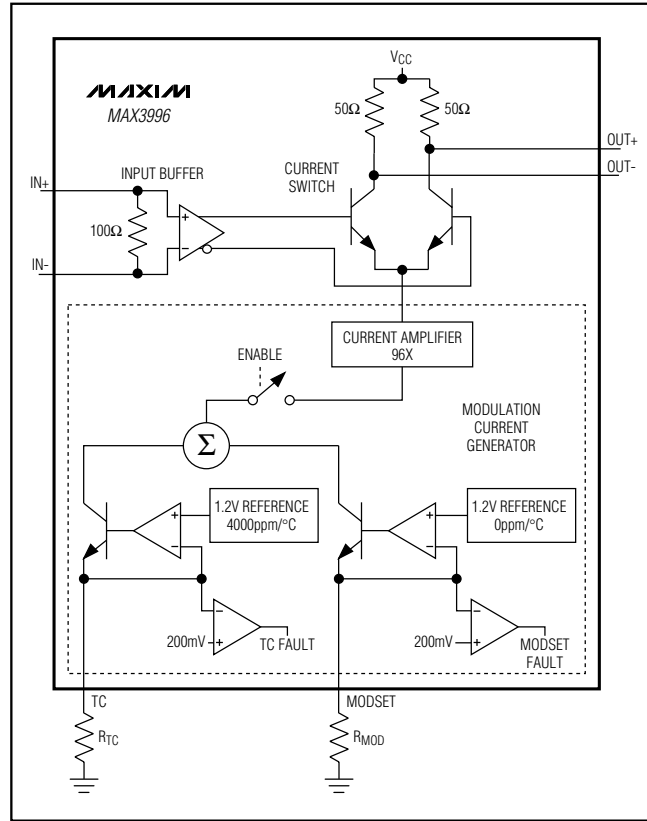 VCC
MAXIM
MAX3996
50Ω
50Ω
OUT+
OUT-
IN+
INPUT BUFFER
CURRENT
SWITCH
100Ω
+
−
IN-
CURRENT AMPLIFIER
96X
ENABLE
MODULATION
CURRENT
GENERATOR
Σ
1.2V REFERENCE
4000ppm/°C
+
−
1.2V REFERENCE
0ppm/°C
+
−
−
200mV +
TC FAULT
−
200mV +
MODSET
FAULT
TC
MODSET
RTC
RMOD